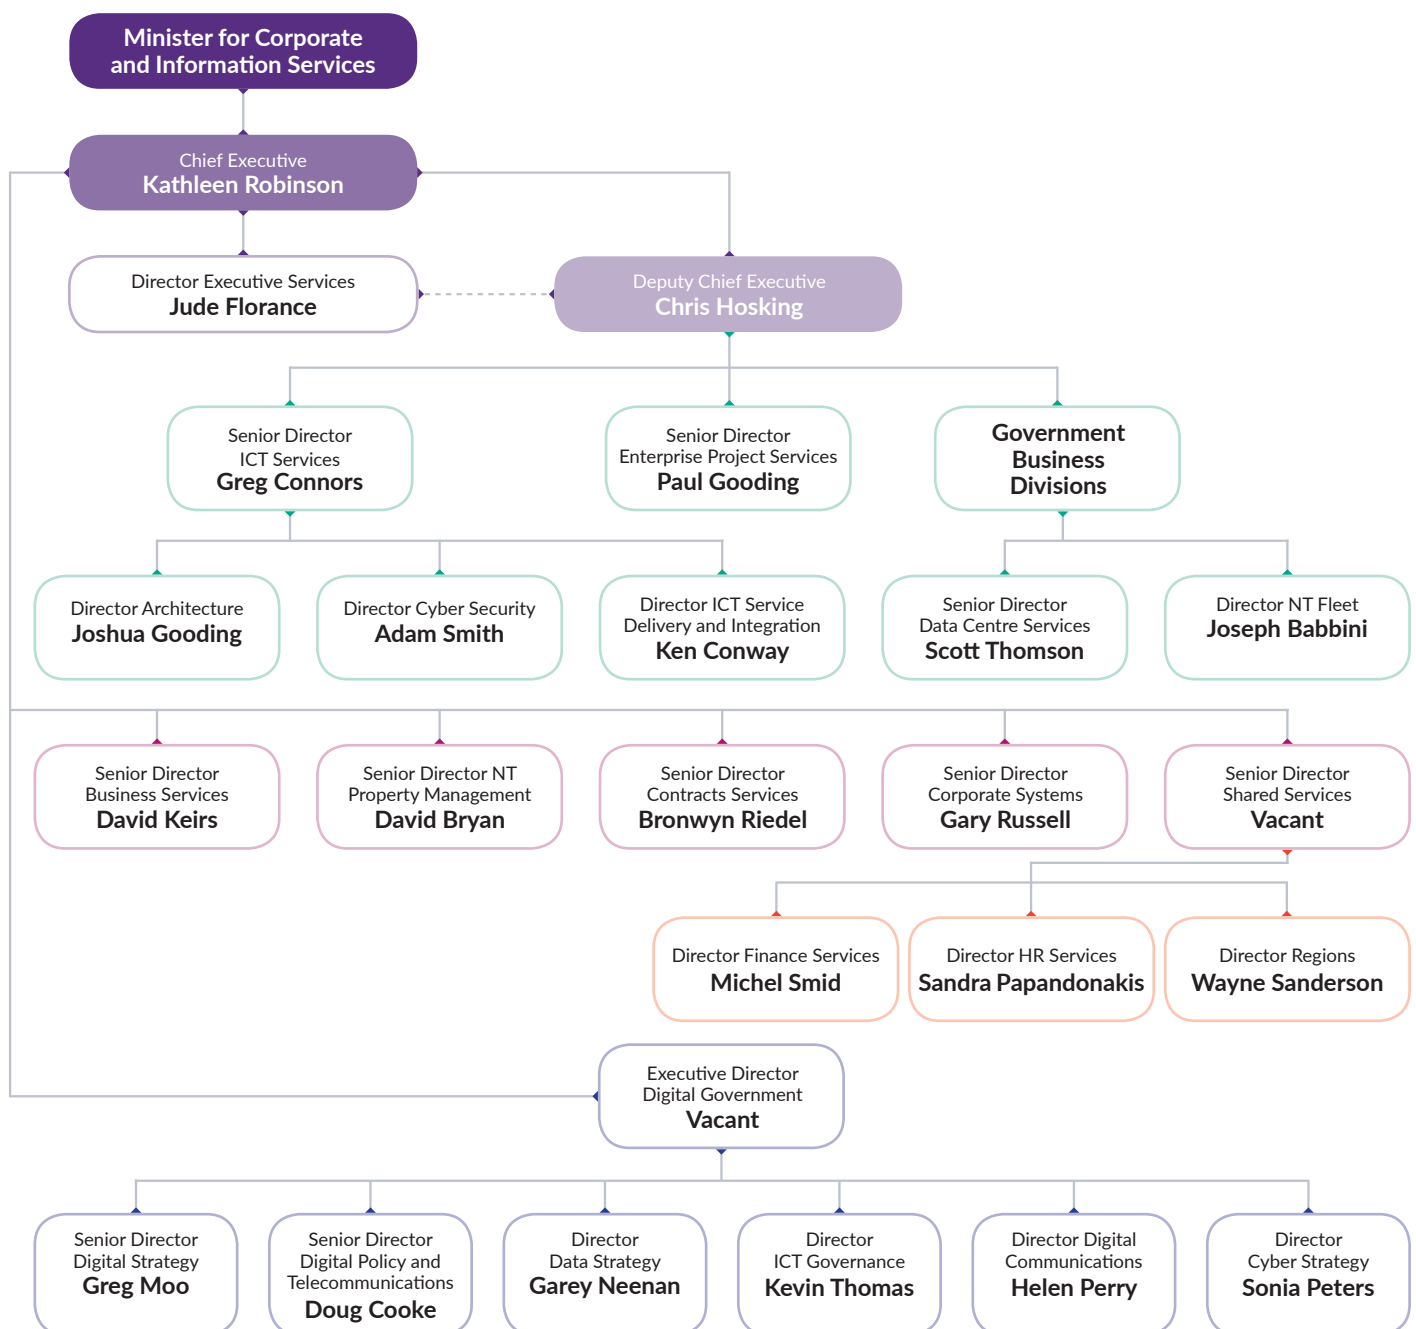 Minister for Corporate
and Information Services
Chief Executive
Kathleen Robinson
Director Executive Services
Jude Florance
Deputy Chief Executive
Chris Hosking
Senior Director
ICT Services
Greg Connors
Senior Director
Enterprise Project Services
Paul Gooding
Government
Business
Divisions
Director Architecture
Joshua Gooding
Director Cyber Security
Adam Smith
Director ICT Service
Delivery and Integration
Ken Conway
Senior Director
Data Centre Services
Scott Thomson
Director NT Fleet
Joseph Babbini
Senior Director
Business Services
David Keirs
Senior Director NT
Property Management
David Bryan
Senior Director
Contracts Services
Bronwyn Riedel
Senior Director
Corporate Systems
Gary Russell
Senior Director
Shared Services
Vacant
Director Finance Services
Michel Smid
Director HR Services
Sandra Papandonakis
Director Regions
Wayne Sanderson
Executive Director
Digital Government
Vacant
Senior Director
Digital Strategy
Greg Moo
Senior Director
Digital Policy and
Telecommunications
Doug Cooke
Director
Data Strategy
Garey Neenan
Director
ICT Governance
Kevin Thomas
Director Digital
Communications
Helen Perry
Director
Cyber Strategy
Sonia Peters